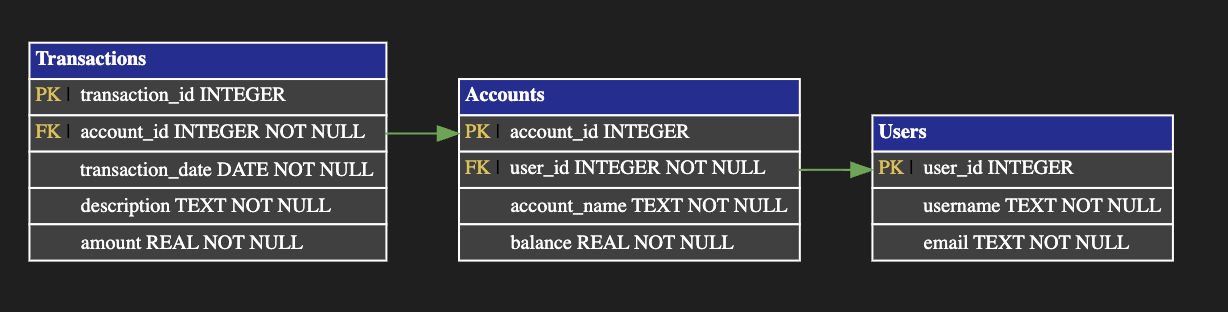 Transactions
PK | transaction_id INTEGER
FK | account_id INTEGER NOT NULL
transaction_date DATE NOT NULL
description TEXT NOT NULL
amount REAL NOT NULL
Accounts
PK | account_id INTEGER
FK | user_id INTEGER NOT NULL
account_name TEXT NOT NULL
balance REAL NOT NULL
Users
PK | user_id INTEGER
username TEXT NOT NULL
email TEXT NOT NULL